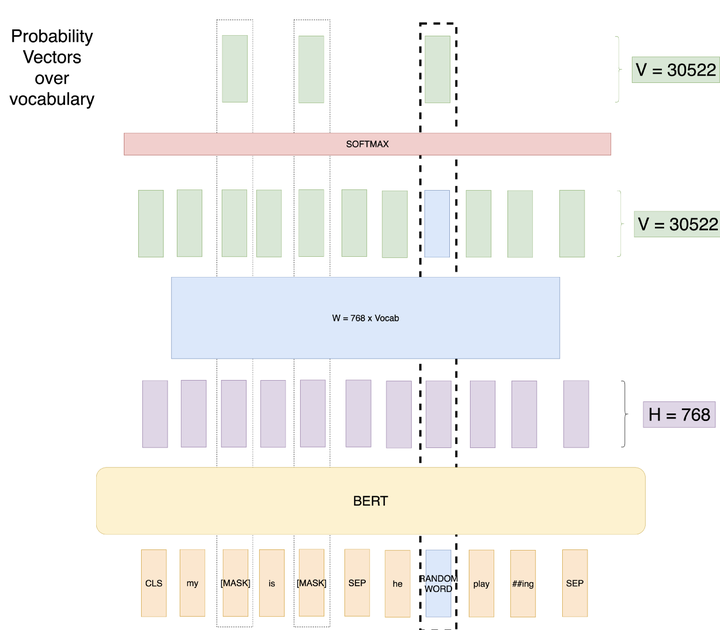 Probability
Vectors
over
vocabulary
V = 30522
SOFTMAX
V = 30522
W = 768 x Vocab
H = 768
BERT
CLS my [MASK] is [MASK] SEP he RANDOM WORD play ##ing SEP